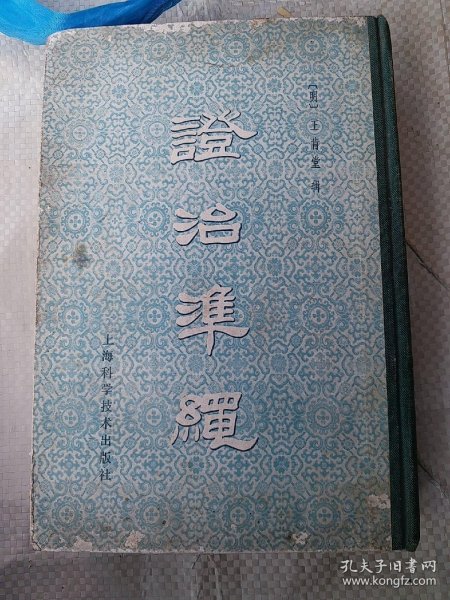 [明] 王肯堂 辑
證治準繩
上海科学技术出版社
孔夫子旧书网
www.kongfz.com